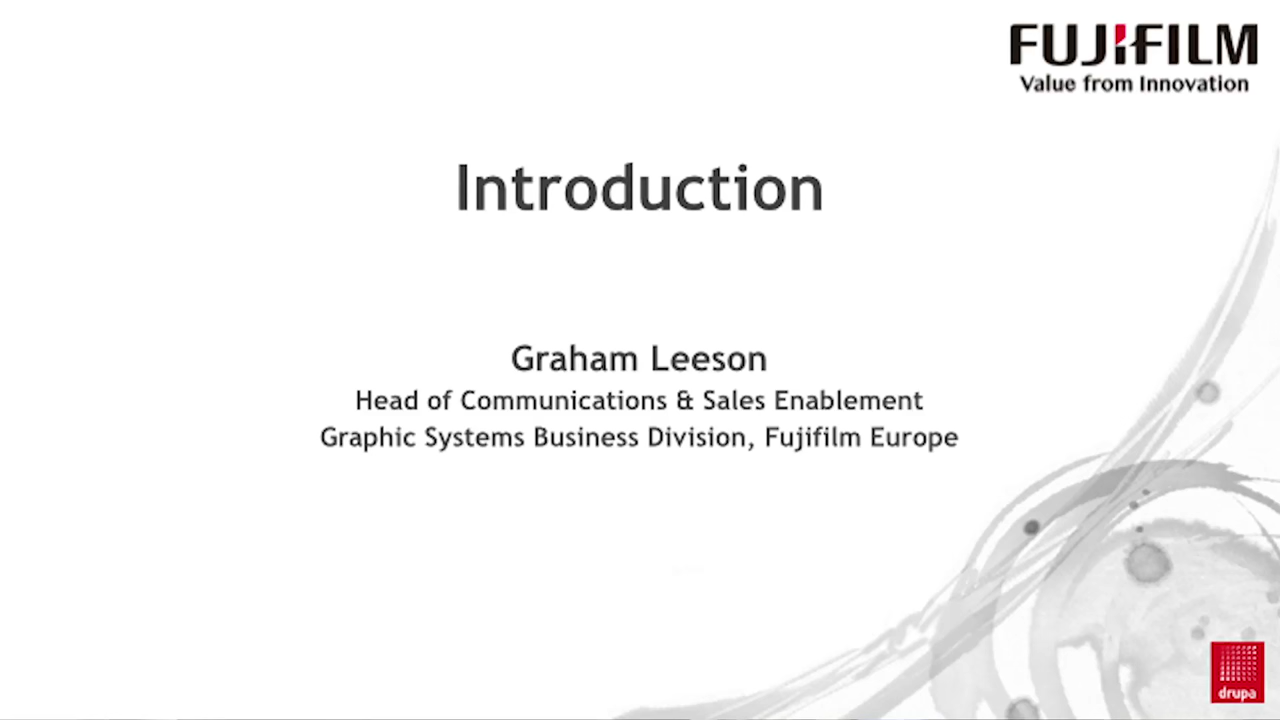 FUJIFILM
Value from Innovation
Introduction
Graham Leeson
Head of Communications & Sales Enablement
Graphic Systems Business Division, Fujifilm Europe
drupa